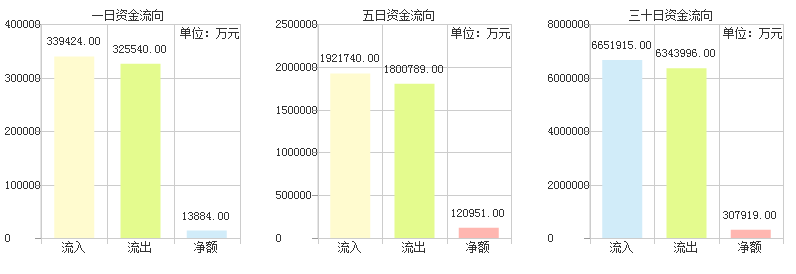 一日资金流向
单位：万元
400000
300000
200000
100000
0
339424.00
325540.00
13884.00
流入
流出
净额
五日资金流向
单位：万元
2500000
2000000
1500000
1000000
500000
0
1921740.00
1800789.00
120951.00
流入
流出
净额
三十日资金流向
单位：万元
8000000
6000000
4000000
2000000
0
6651915.00
6343996.00
307919.00
流入
流出
净额